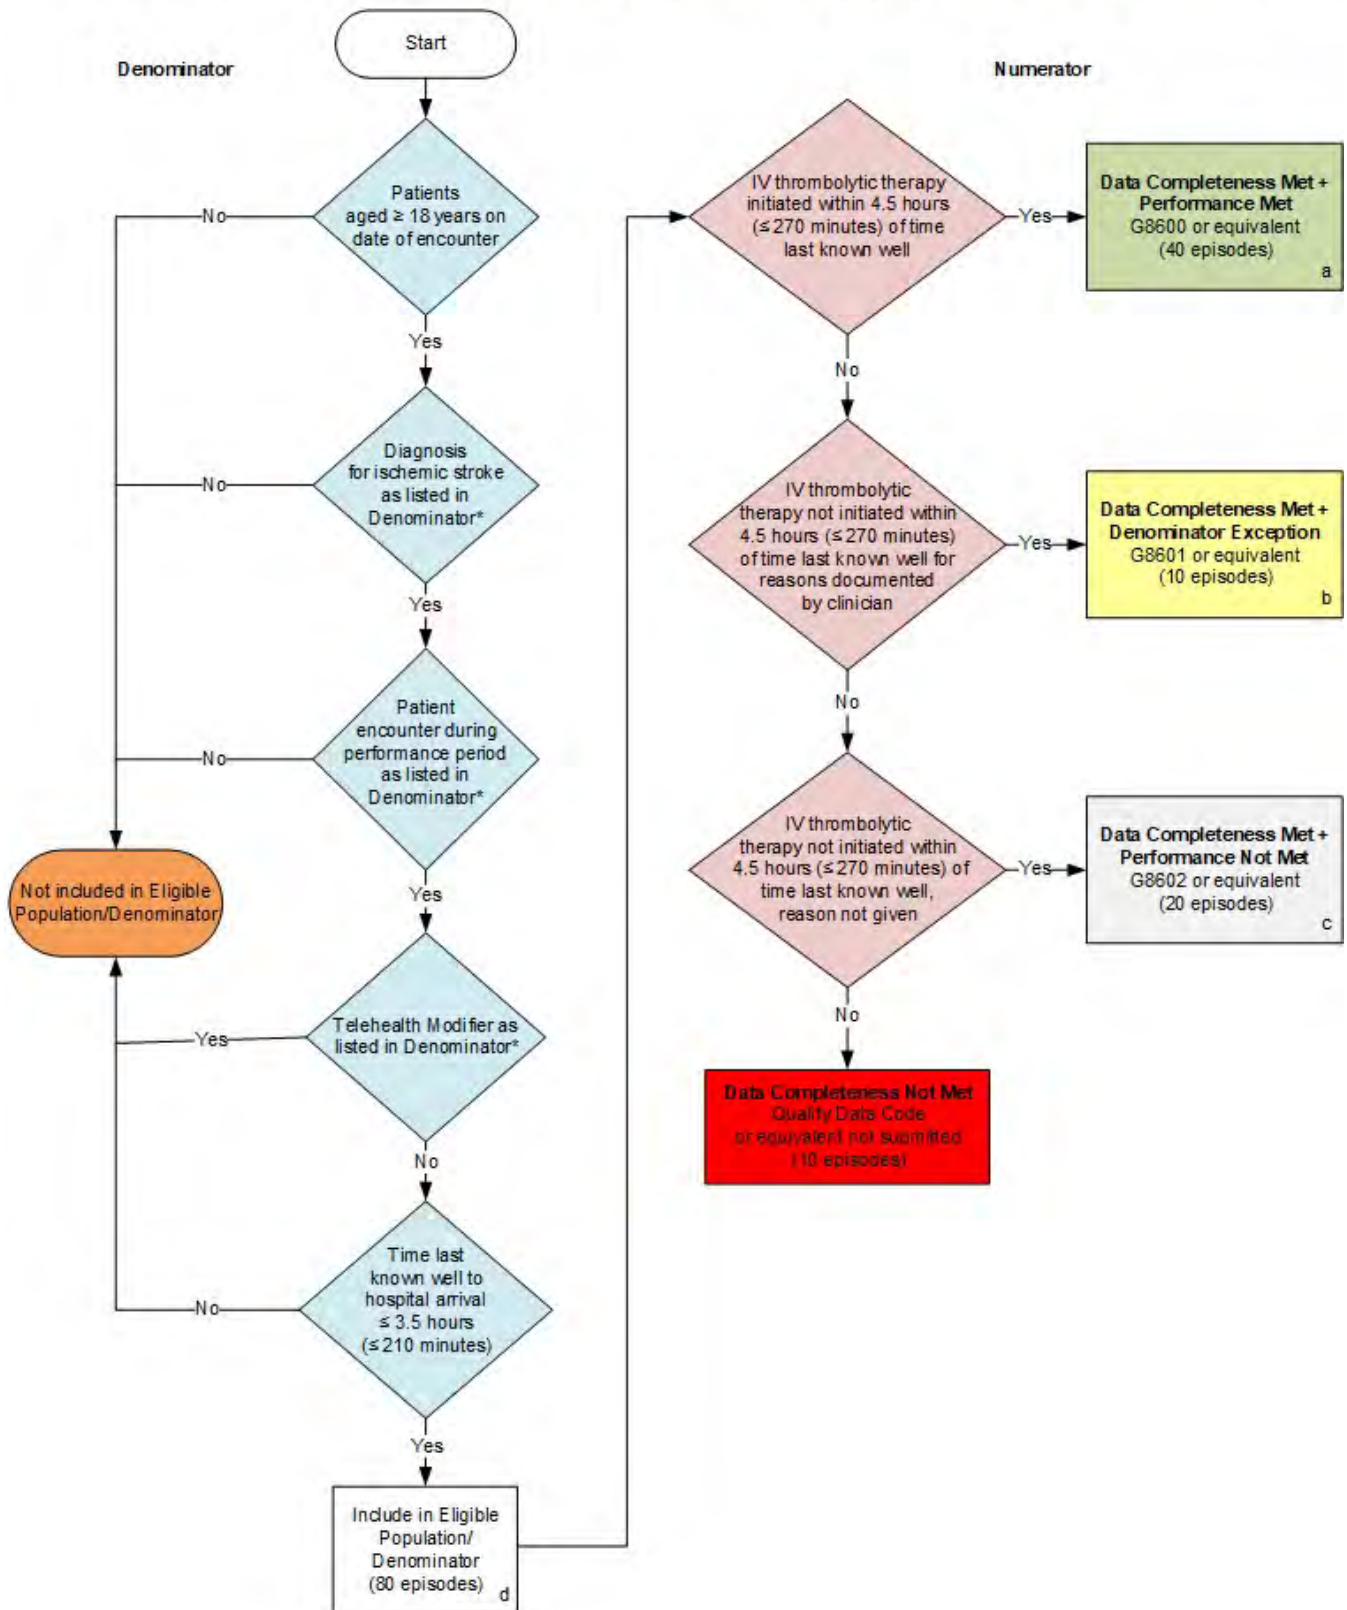 Start
Denominator
Patients
aged ≥ 18 years on
date of encounter
No
Yes
Diagnosis
for ischemic stroke
as listed in
Denominator*
No
Yes
Patient
encounter during
performance period
as listed in
Denominator*
No
Yes
Not included in Eligible
Population/Denominator
Telehealth Modifier as
listed in Denominator*
Yes
No
Time last
known well to
hospital arrival
≤ 3.5 hours
(≤ 210 minutes)
No
Yes
Include in Eligible
Population/
Denominator
(80 episodes)
d
Numerator
IV thrombolytic therapy
initiated within 4.5 hours
(≤ 270 minutes) of time
last known well
Yes
Data Completeness Met +
Performance Met
G8600 or equivalent
(40 episodes)
a
No
IV thrombolytic
therapy not initiated within
4.5 hours (≤ 270 minutes)
of time last known well for
reasons documented
by clinician
Yes
Data Completeness Met +
Denominator Exception
G8601 or equivalent
(10 episodes)
b
No
IV thrombolytic
therapy not initiated within
4.5 hours (≤ 270 minutes) of
time last known well,
reason not given
Yes
Data Completeness Met +
Performance Not Met
G8602 or equivalent
(20 episodes)
c
No
Data Completeness Not Met
Quality Data Code
or equivalent not submitted
(10 episodes)